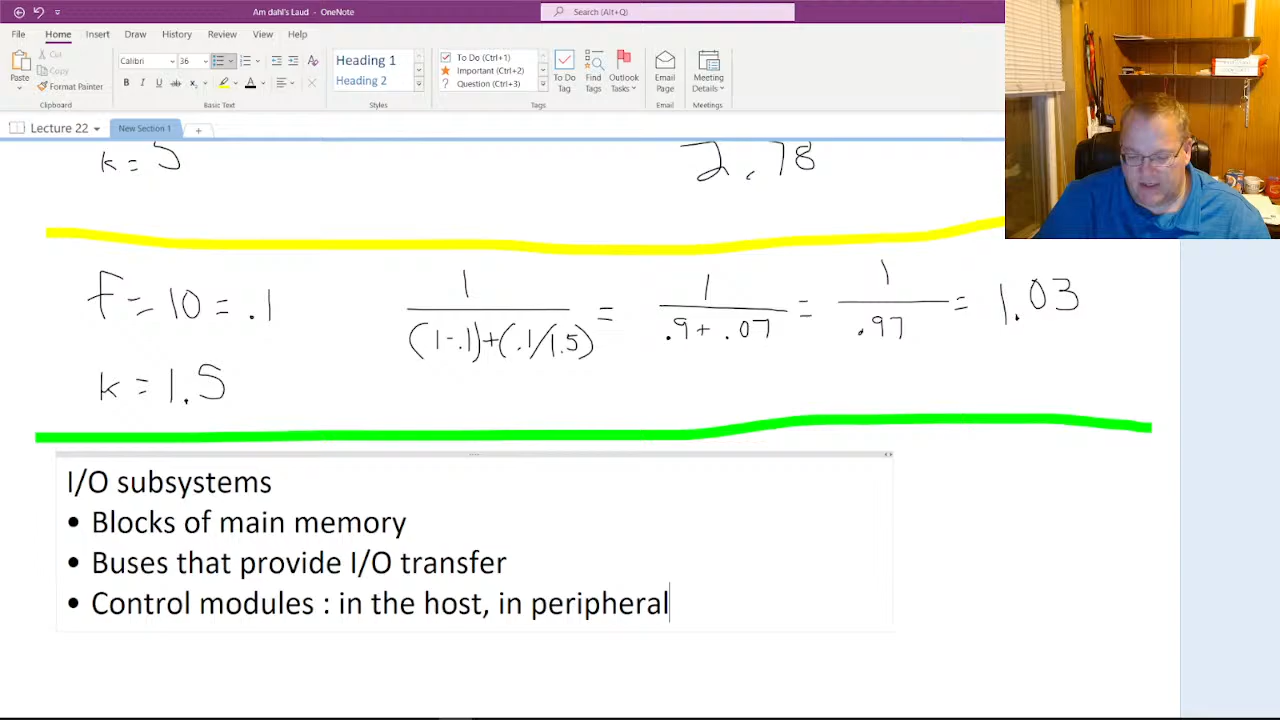 Am dahl's Laud - OneNote
Search (Alt+Q)
File Home Insert Draw History Review View Help
Paste
Cut
Copy
Format Painter
Clipboard
Calibri 36
B I U ab x A
Basic Text
Heading 1
Heading 2
Styles
To Do (Ctrl+1)
Important (Ctrl+2)
Question (Ctrl+3)
To Do Tag
Find Tags
Outlook Tasks
Tags
Email Page
Email
Meeting Details
Meetings
Lecture 22 New Section 1 +
k = 5 2.78
f = 10 = .1 1/((1-.1)+(.1/1.5)) = 1/(.9+.07) = 1/.97 = 1.03
k = 1.5
I/O subsystems
• Blocks of main memory
• Buses that provide I/O transfer
• Control modules : in the host, in peripheral